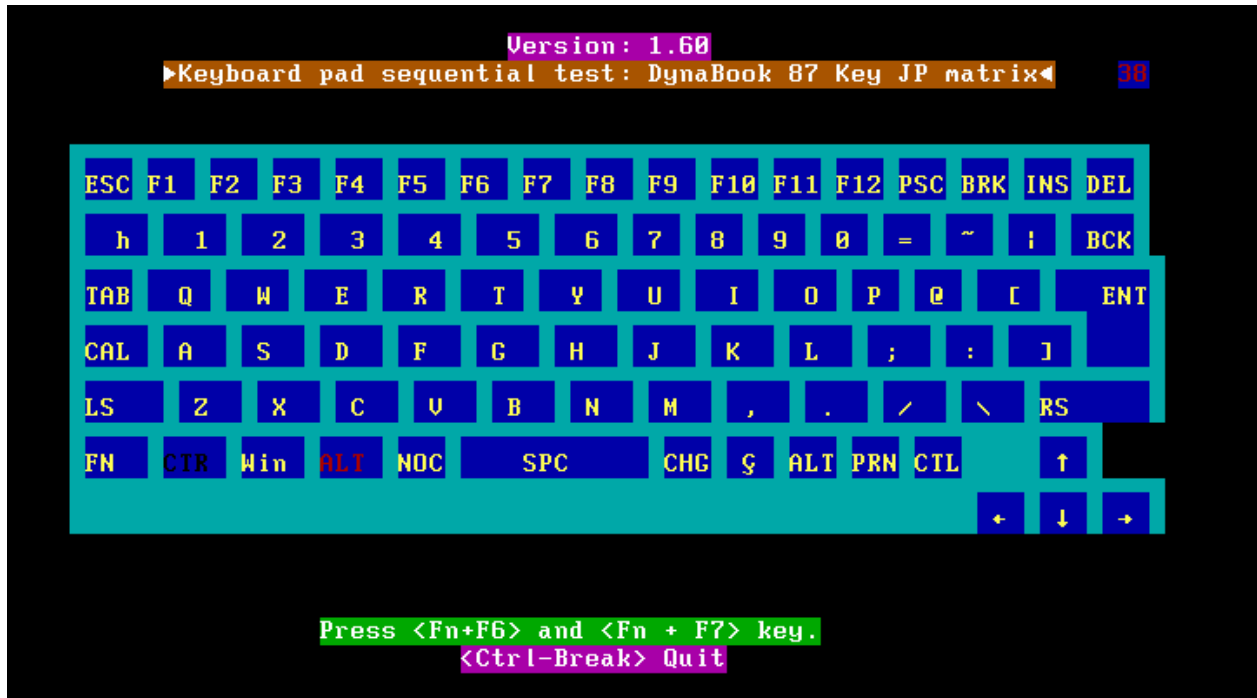 Version: 1.60
►Keyboard pad sequential test: DynaBook 87 Key JP matrix◄ 38
ESC F1 F2 F3 F4 F5 F6 F7 F8 F9 F10 F11 F12 PSC BRK INS DEL
h 1 2 3 4 5 6 7 8 9 0 = ~ ¦ BCK
TAB Q W E R T Y U I O P @ [ ENT
CAL A S D F G H J K L ; : ]
LS Z X C V B N M , . / \ RS
FN CTR Win ALT NOC SPC CHG Ç ALT PRN CTL ↑
← ↓ →
Press <Fn+F6> and <Fn + F7> key.
<Ctrl-Break> Quit